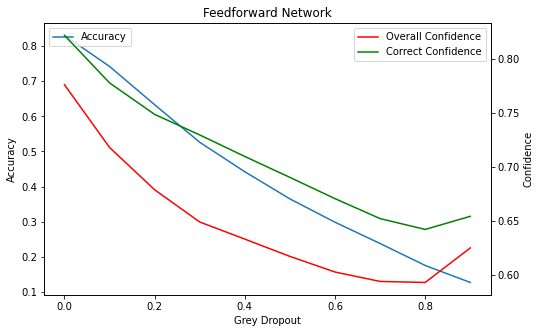 Feedforward Network
Accuracy
Overall Confidence
Correct Confidence
0.8
0.7
0.6
0.5
0.4
0.3
0.2
0.1
Accuracy
0.80
0.75
0.70
0.65
0.60
Confidence
0.0
0.2
0.4
0.6
0.8
Grey Dropout